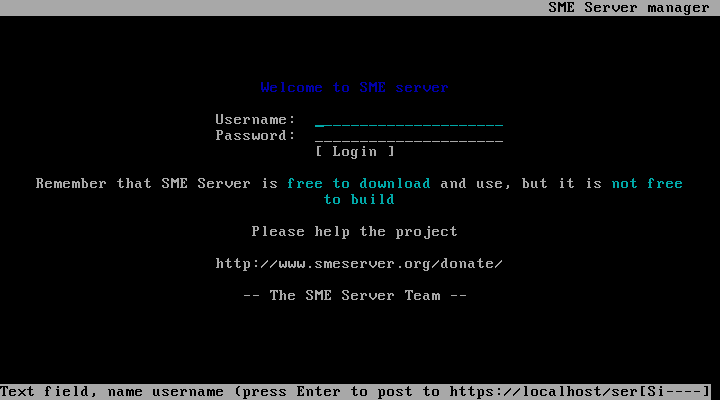 SME Server manager
Welcome to SME server
Username: _____________________
Password: _____________________
[ Login ]
Remember that SME Server is free to download and use, but it is not free
to build
Please help the project
http://www.smeserver.org/donate/
-- The SME Server Team --
Text field, name username (press Enter to post to https://localhost/ser[Si----]